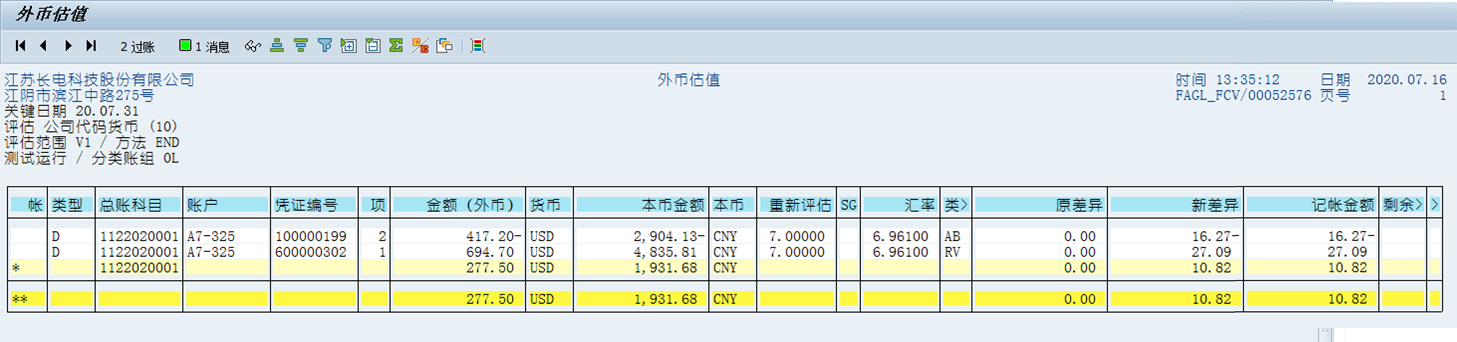 外币估值
2 过账 1 消息
江苏长电科技股份有限公司 外币估值 时间 13:35:12 日期 2020.07.16
江阴市滨江中路275号 FAGL_FCV/00052576 页号 1
关键日期 20.07.31
评估 公司代码货币 (10)
评估范围 V1 / 方法 END
测试运行 / 分类账组 0L
帐 类型 总账科目 账户 凭证编号 项 金额 (外币) 货币 本币金额 本币 重新评估 SG 汇率 类> 原差异 新差异 记帐金额 剩余> >
D 1122020001 A7-325 100000199 2 417.20- USD 2,904.13- CNY 7.00000 6.96100 AB 0.00 16.27- 16.27-
D 1122020001 A7-325 600000302 1 694.70 USD 4,835.81 CNY 7.00000 6.96100 RV 0.00 27.09 27.09
* 1122020001 277.50 USD 1,931.68 CNY 0.00 10.82 10.82
** 277.50 USD 1,931.68 CNY 0.00 10.82 10.82